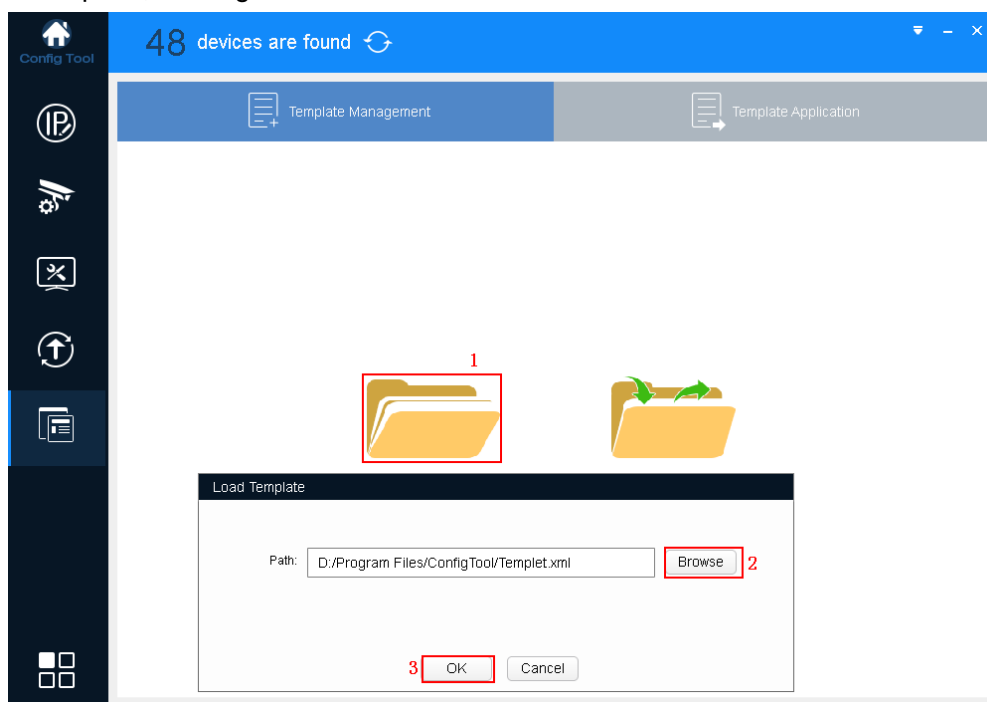 Config Tool
48 devices are found
IP
Template Management
Template Application
1
Load Template
Path: D:/Program Files/ConfigTool/Templet.xml Browse 2
3 OK Cancel